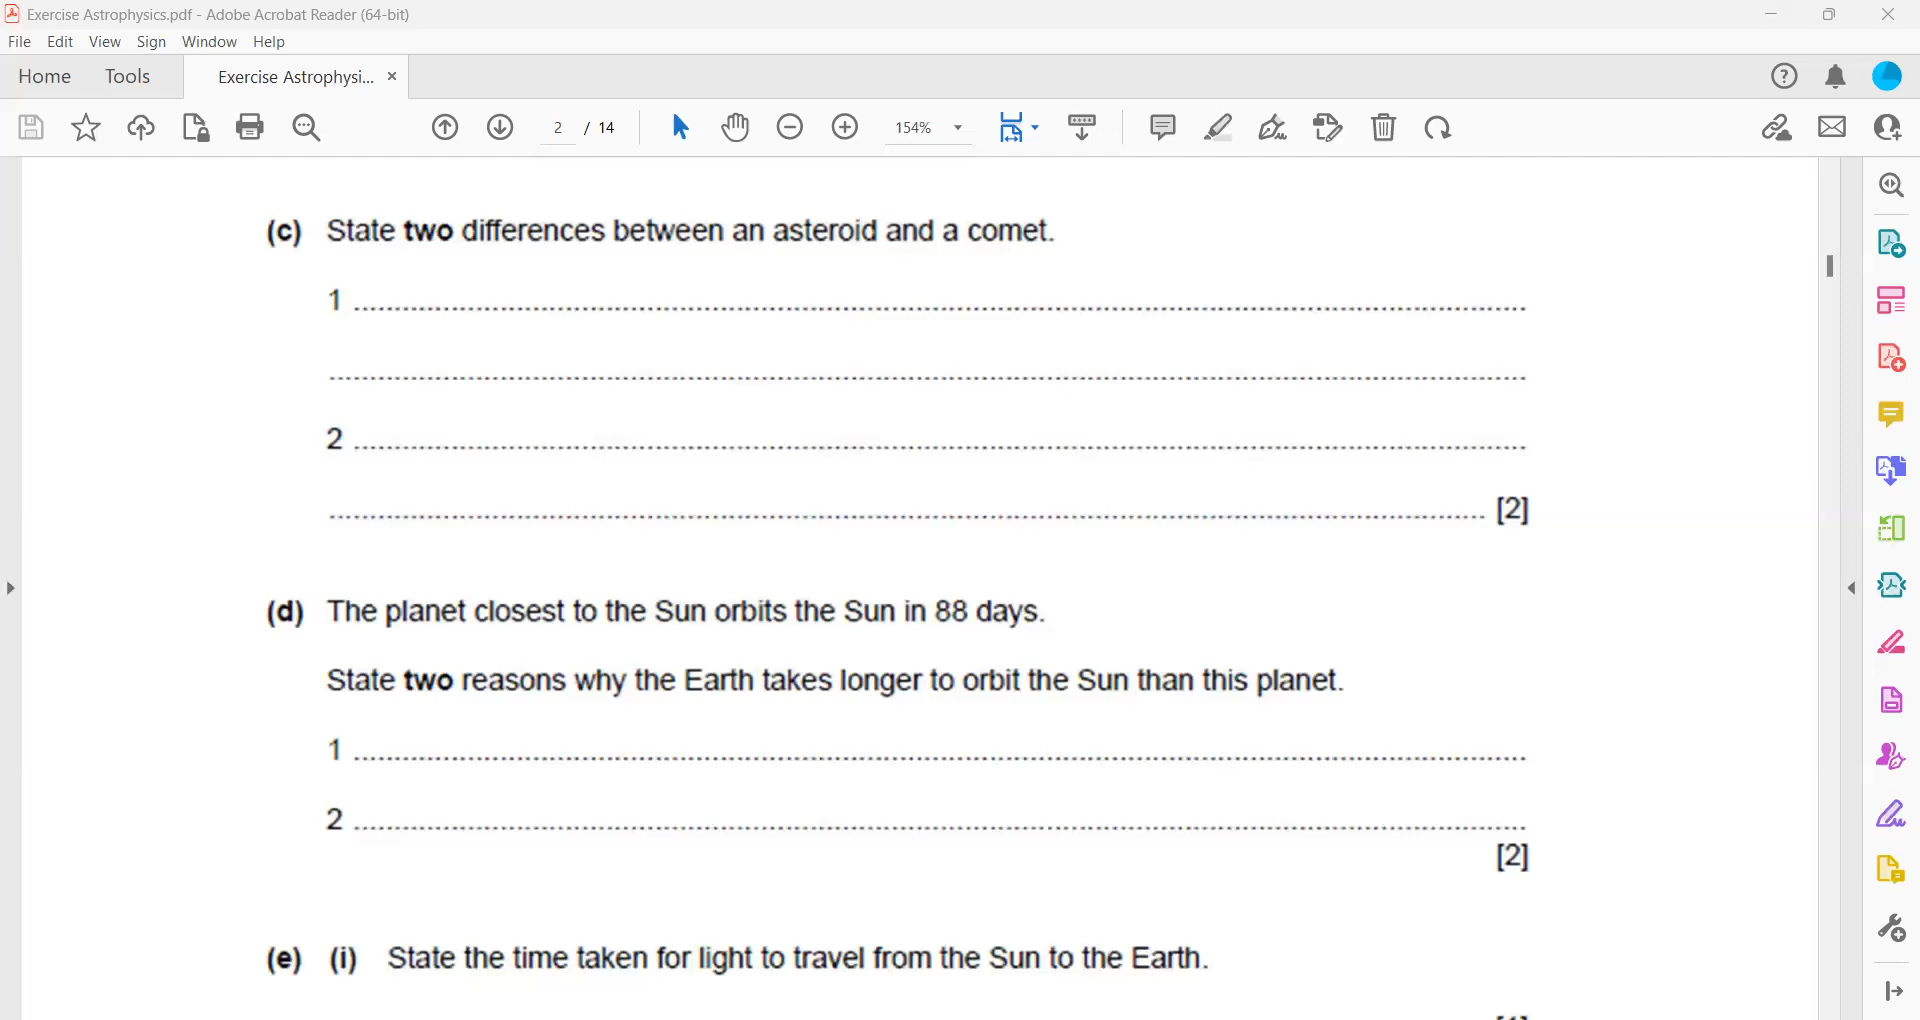 Exercise Astrophysics.pdf - Adobe Acrobat Reader (64-bit)
File Edit View Sign Window Help
Home Tools Exercise Astrophysi... ×
2 / 14 154%
(c) State two differences between an asteroid and a comet.
1 ................................................................
................................................................
2 ................................................................
................................................................ [2]
(d) The planet closest to the Sun orbits the Sun in 88 days.
State two reasons why the Earth takes longer to orbit the Sun than this planet.
1 ................................................................
2 ................................................................
[2]
(e) (i) State the time taken for light to travel from the Sun to the Earth.